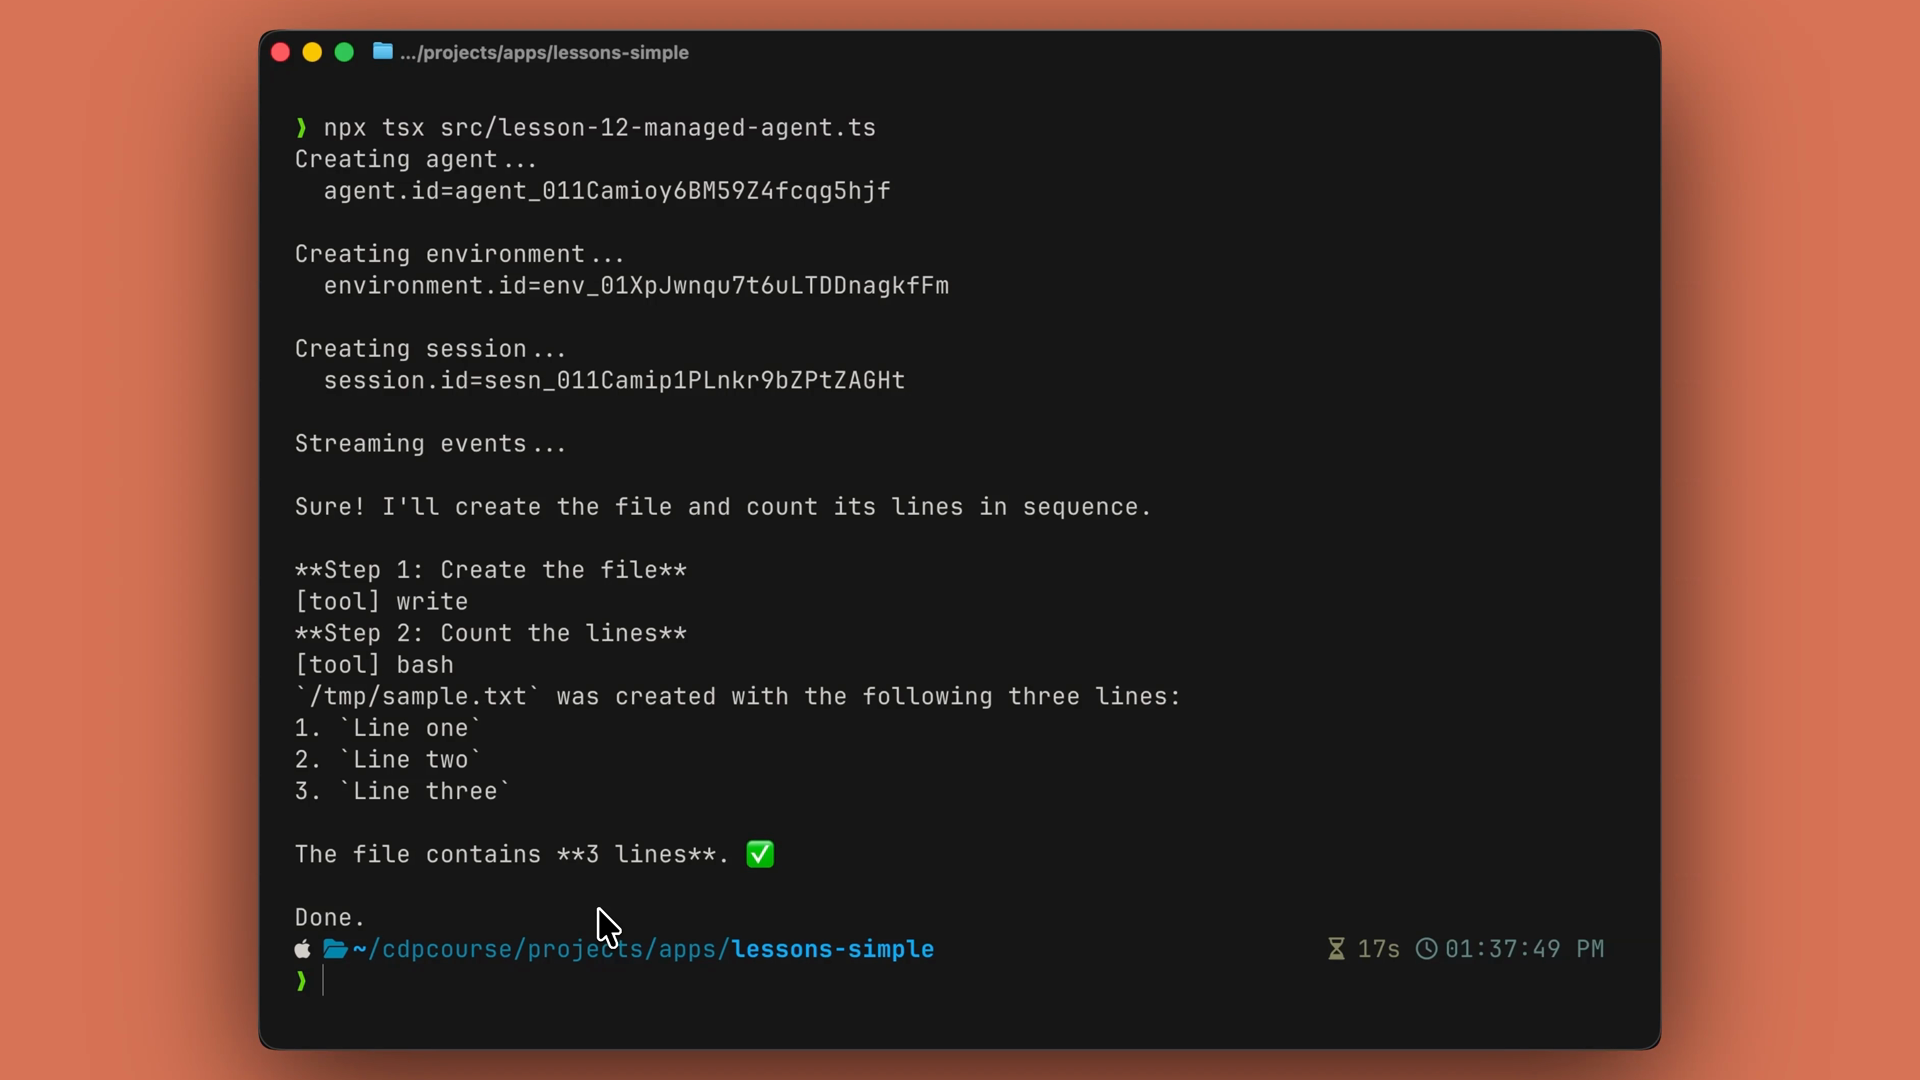 .../projects/apps/lessons-simple
❯ npx tsx src/lesson-12-managed-agent.ts
Creating agent...
agent.id=agent_011Camioy6BM59Z4fcqg5hjf
Creating environment...
environment.id=env_01XpJwnqu7t6uLTDDnagkfFm
Creating session...
session.id=sesn_011Camip1PLnkr9bZPtZAGHt
Streaming events...
Sure! I'll create the file and count its lines in sequence.
**Step 1: Create the file**
[tool] write
**Step 2: Count the lines**
[tool] bash
`/tmp/sample.txt` was created with the following three lines:
1. `Line one`
2. `Line two`
3. `Line three`
The file contains **3 lines**. ✅
Done.
~/cdpcourse/projects/apps/lessons-simple 17s 01:37:49 PM
❯